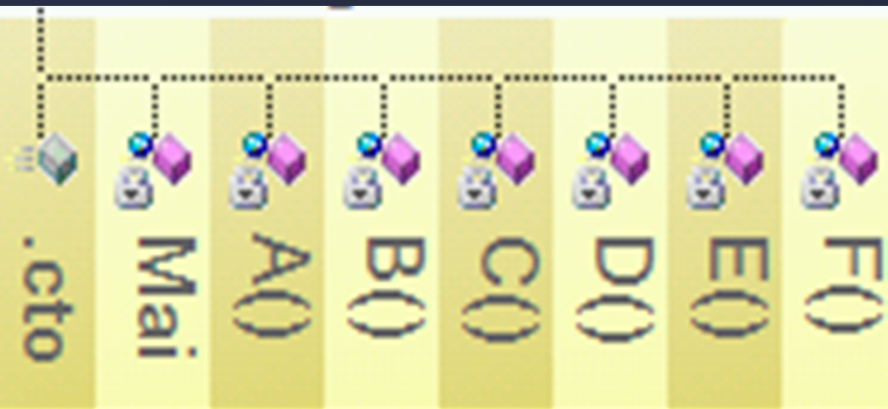 .cto
Mai
A()
B()
C()
D()
E()
F()